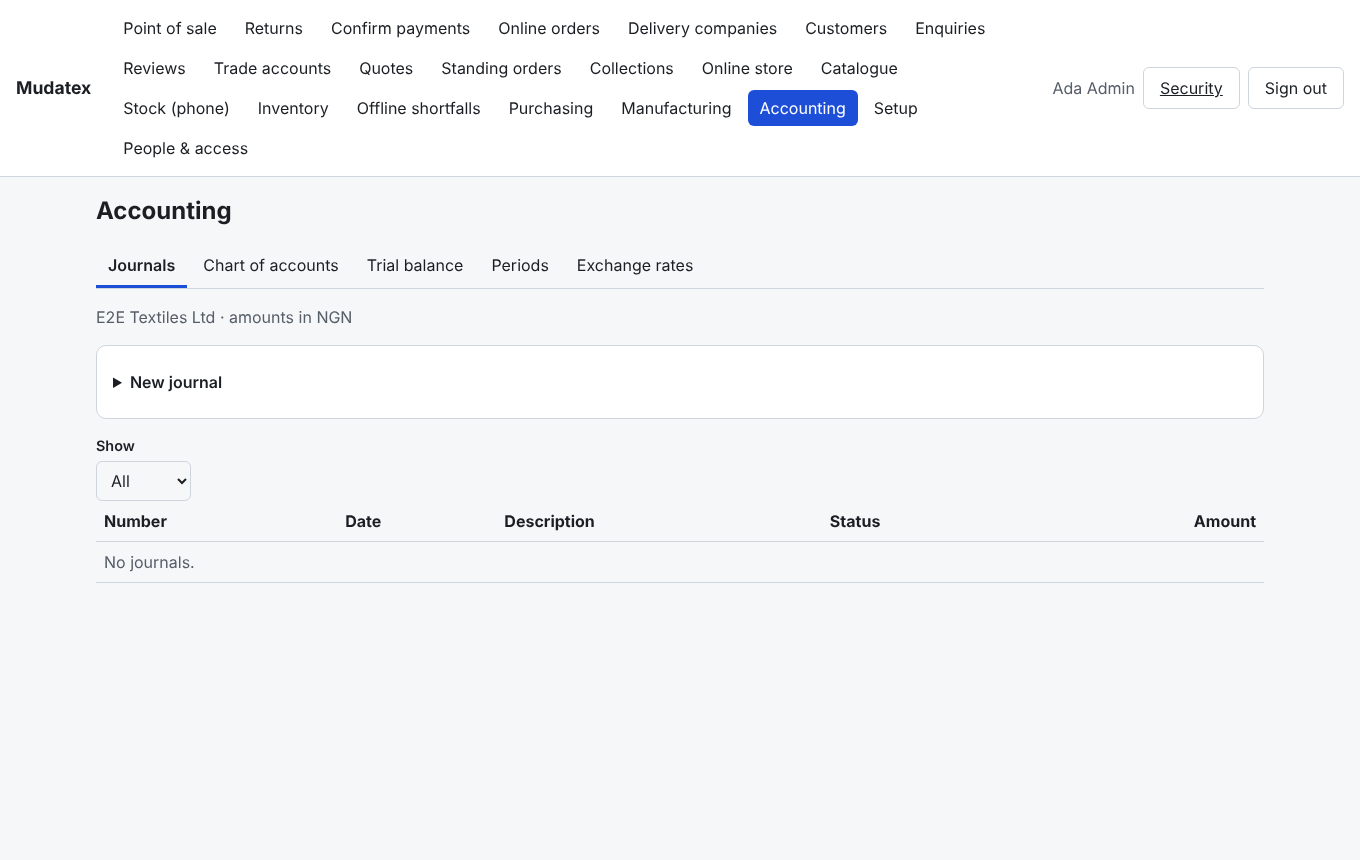 Mudatex
Point of sale Returns Confirm payments Online orders Delivery companies Customers Enquiries
Reviews Trade accounts Quotes Standing orders Collections Online store Catalogue
Stock (phone) Inventory Offline shortfalls Purchasing Manufacturing Accounting Setup
People & access
Ada Admin Security Sign out
Accounting
Journals Chart of accounts Trial balance Periods Exchange rates
E2E Textiles Ltd · amounts in NGN
New journal
Show
All
Number Date Description Status Amount
No journals.